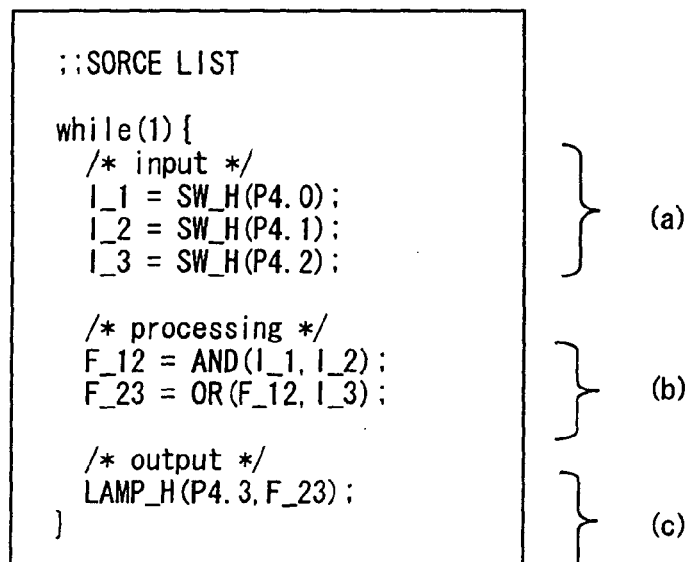 ;;SORCE LIST
while(1){
/* input */
I_1 = SW_H(P4.0);
I_2 = SW_H(P4.1);
I_3 = SW_H(P4.2);
(a)
/* processing */
F_12 = AND(I_1,I_2);
F_23 = OR(F_12,I_3);
(b)
/* output */
LAMP_H(P4.3,F_23);
}
(c)